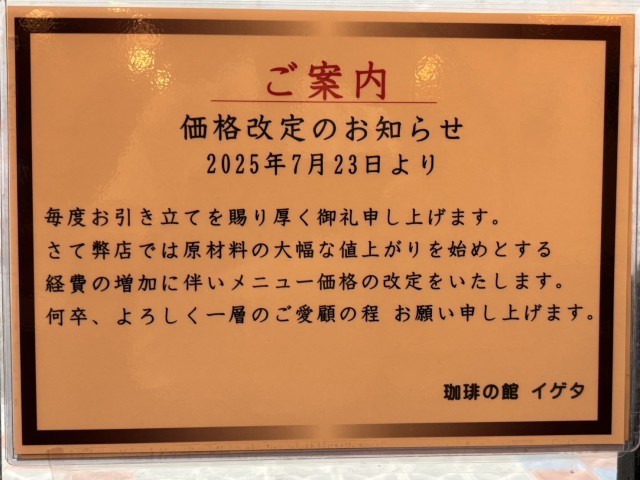 ご案内
価格改定のお知らせ
2025年7月23日より
毎度お引き立てを賜り厚く御礼申し上げます。
さて弊店では原材料の大幅な値上がりを始めとする
経費の増加に伴いメニュー価格の改定をいたします。
何卒、よろしく一層のご愛顧の程 お願い申し上げます。
珈琲の館 イゲタ